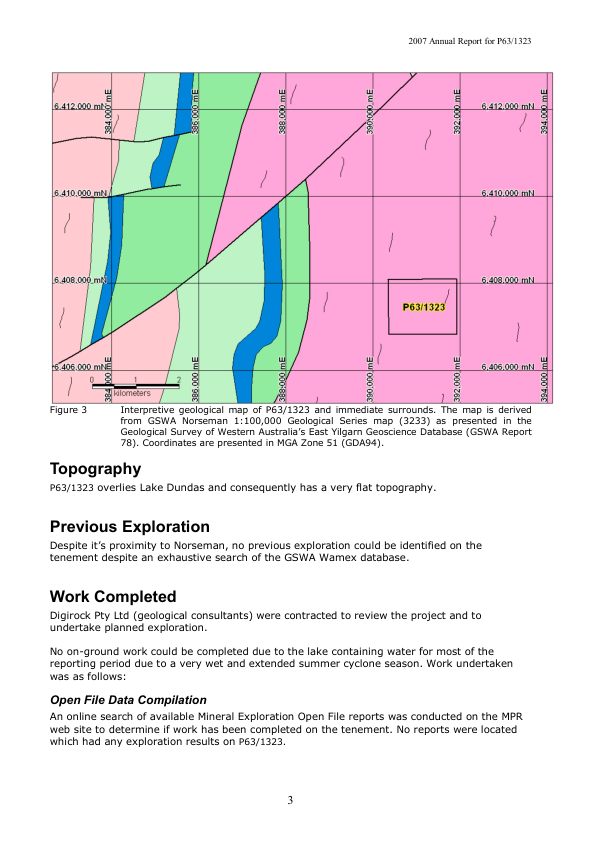 2007 Annual Report for P63/1323
384.000 mE
386.000 mE
388.000 mE
390.000 mE
392.000 mE
394.000 mE
6.412.000 mN
6.412.000 mN
6.410.000 mN
6.410.000 mN
6.408.000 mN
6.408.000 mN
P63/1323
6.406.000 mN
6.406.000 mN
384.000 mE
386.000 mE
388.000 mE
390.000 mE
392.000 mE
394.000 mE
0 1 2
kilometers
Figure 3 Interpretive geological map of P63/1323 and immediate surrounds. The map is derived
from GSWA Norseman 1:100,000 Geological Series map (3233) as presented in the
Geological Survey of Western Australia's East Yilgarn Geoscience Database (GSWA Report
78). Coordinates are presented in MGA Zone 51 (GDA94).
Topography
P63/1323 overlies Lake Dundas and consequently has a very flat topography.
Previous Exploration
Despite it's proximity to Norseman, no previous exploration could be identified on the
tenement despite an exhaustive search of the GSWA Wamex database.
Work Completed
Digirock Pty Ltd (geological consultants) were contracted to review the project and to
undertake planned exploration.
No on-ground work could be completed due to the lake containing water for most of the
reporting period due to a very wet and extended summer cyclone season. Work undertaken
was as follows:
Open File Data Compilation
An online search of available Mineral Exploration Open File reports was conducted on the MPR
web site to determine if work has been completed on the tenement. No reports were located
which had any exploration results on P63/1323.
3